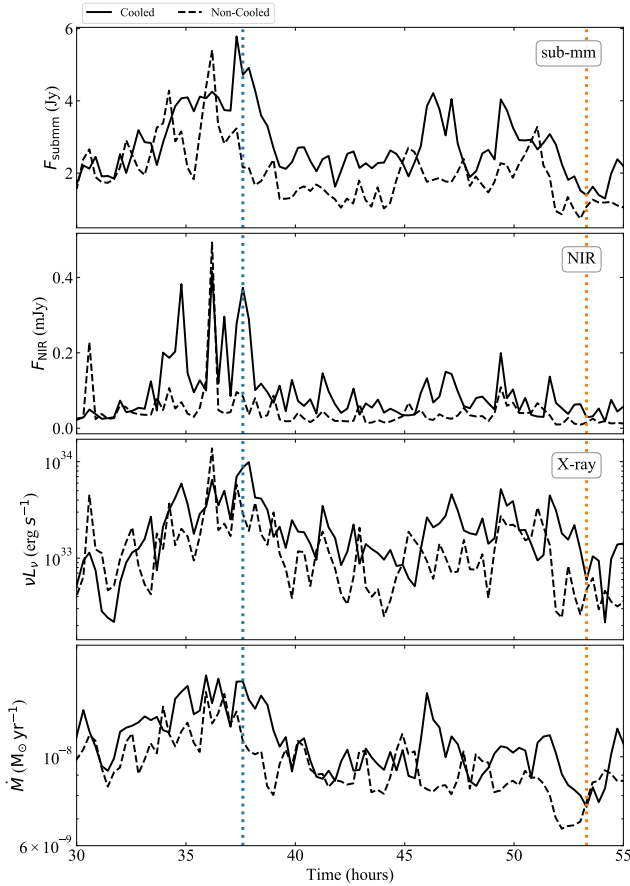 Cooled Non-Cooled
6
4
2
F_submm (Jy)
sub-mm
0.4
0.2
0.0
F_NIR (mJy)
NIR
10^34
10^33
νL_ν (erg s^−1)
X-ray
10^−8
6 × 10^−9
Ṁ (M_⊙ yr^−1)
30 35 40 45 50 55
Time (hours)